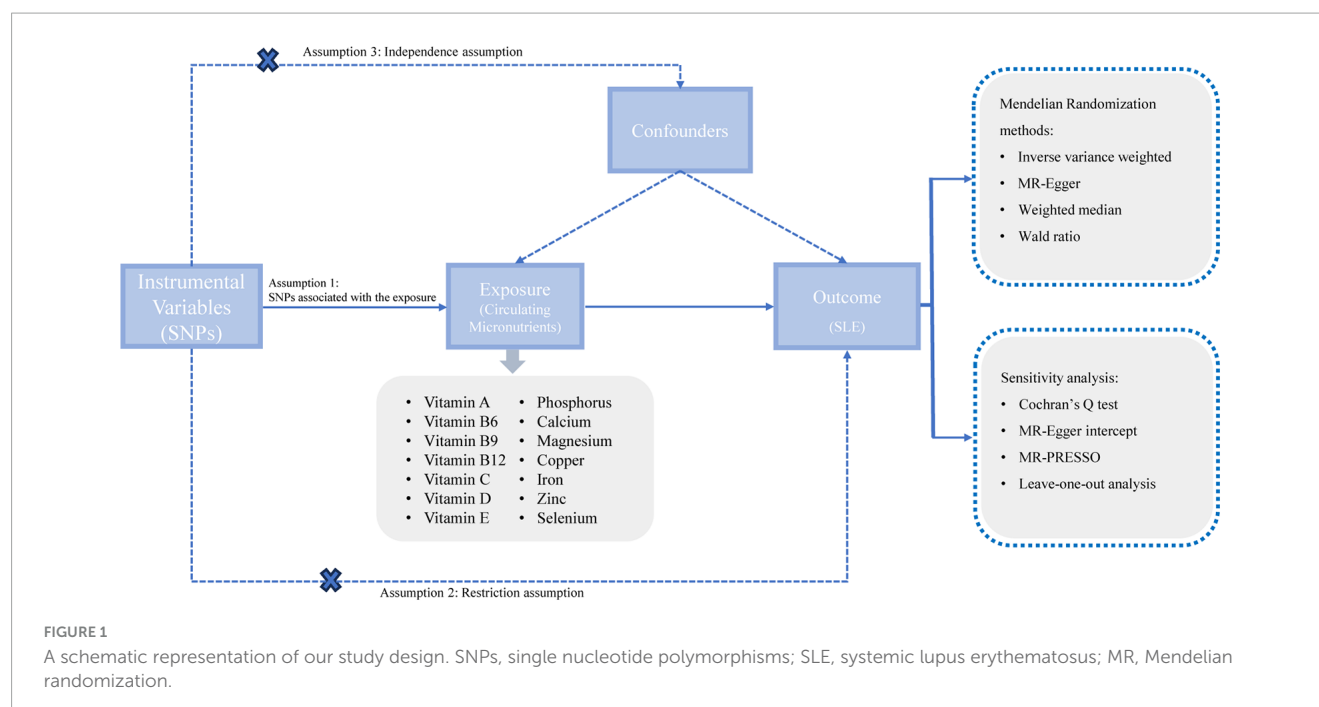 Assumption 3: Independence assumption
Confounders
Instrumental
Variables
(SNPs)
Assumption 1:
SNPs associated with the exposure
Exposure
(Circulating
Micronutrients)
Outcome
(SLE)
• Vitamin A
• Vitamin B6
• Vitamin B9
• Vitamin B12
• Vitamin C
• Vitamin D
• Vitamin E
• Phosphorus
• Calcium
• Magnesium
• Copper
• Iron
• Zinc
• Selenium
Assumption 2: Restriction assumption
Mendelian Randomization
methods:
• Inverse variance weighted
• MR-Egger
• Weighted median
• Wald ratio
Sensitivity analysis:
• Cochran’s Q test
• MR-Egger intercept
• MR-PRESSO
• Leave-one-out analysis
FIGURE 1
A schematic representation of our study design. SNPs, single nucleotide polymorphisms; SLE, systemic lupus erythematosus; MR, Mendelian
randomization.